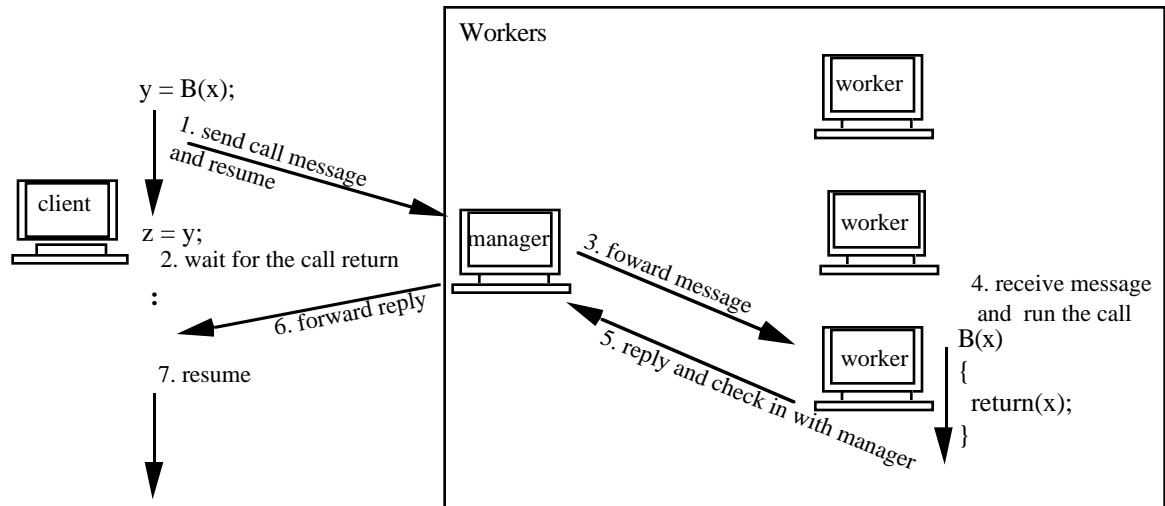 Workers
worker
y = B(x);
1. send call message
and resume
client
z = y;
2. wait for the call return
:
manager
worker
3. foward message
4. receive message
and run the call
6. forward reply
5. reply and check in with manager
worker
B(x)
{
return(x);
}
7. resume